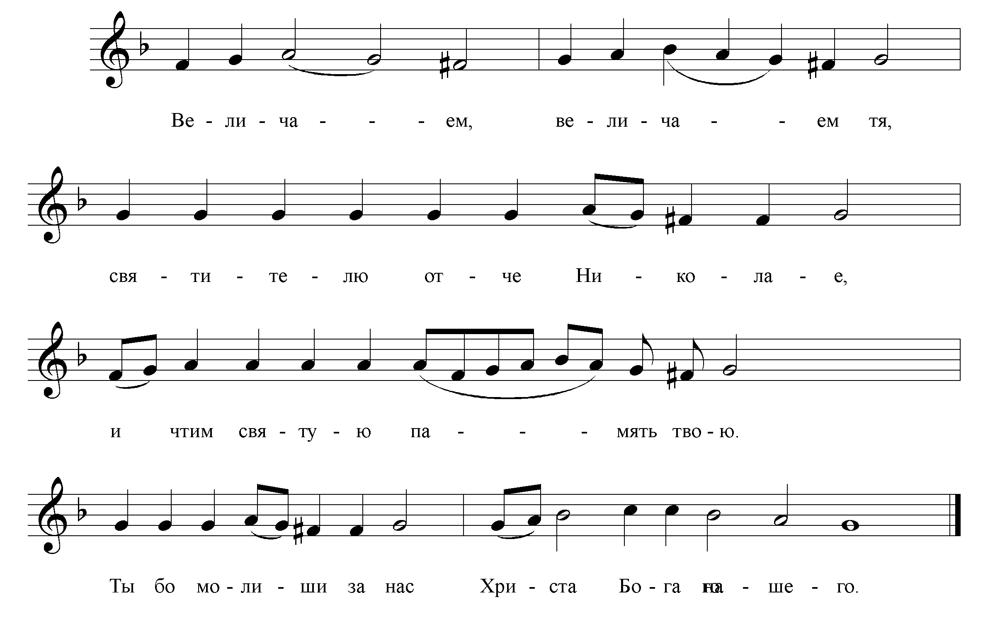 Ве - ли - ча - - - ем, ве - ли - ча - - ем тя,
свя - ти - те - лю от - че Ни - ко - ла - е,
и чтим свя - ту - ю па - - - мять тво - ю.
Ты бо мо - ли - ши за нас Хри - ста Бо - га на - ше - го.